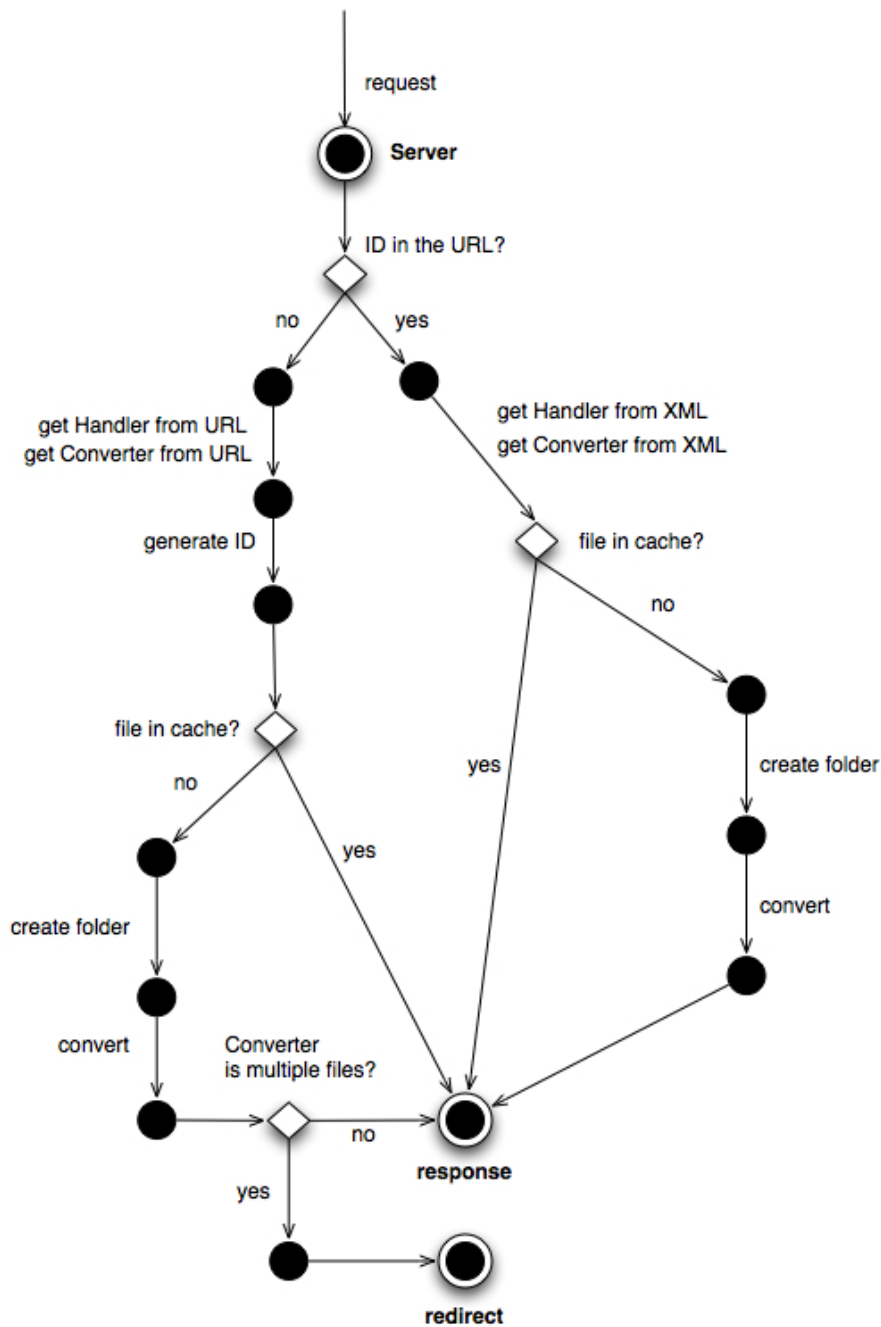 request
Server
ID in the URL?
no
yes
get Handler from URL
get Converter from URL
get Handler from XML
get Converter from XML
generate ID
file in cache?
no
file in cache?
no
yes
yes
create folder
create folder
convert
convert
Converter
is multiple files?
no
response
yes
redirect